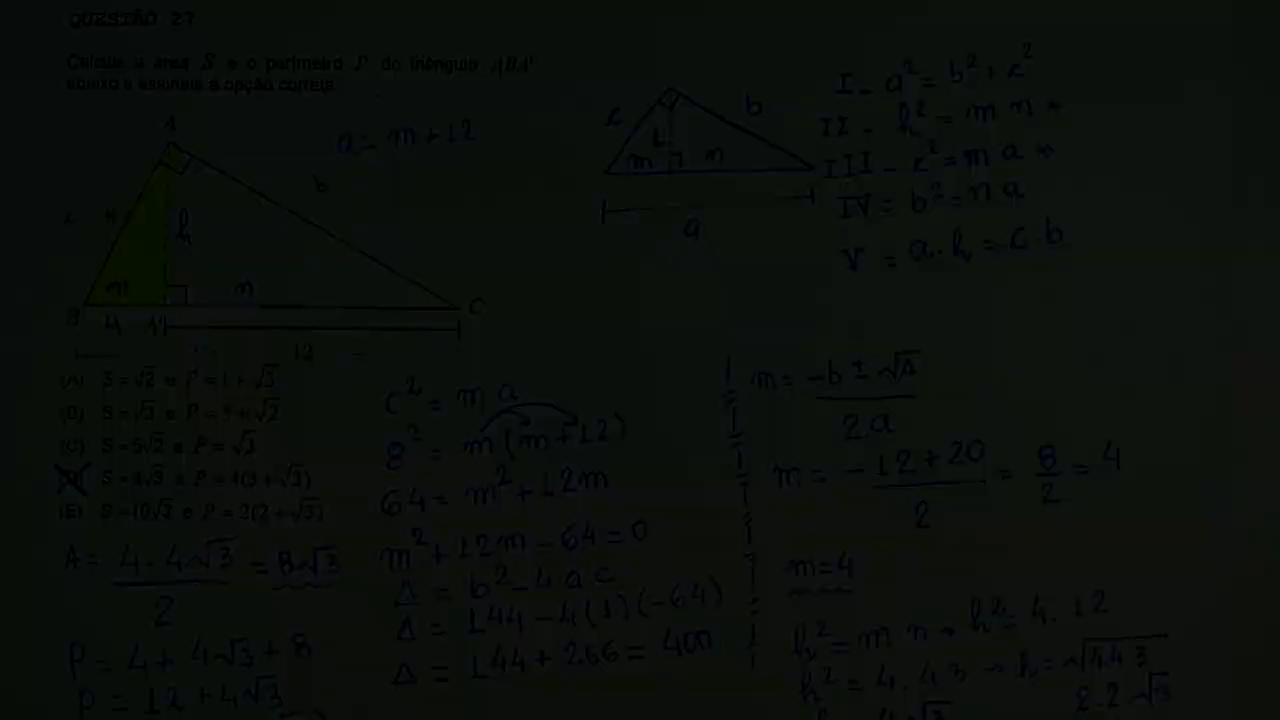 QUESTÃO 27
Calcule a área S e o perímetro P do triângulo ABA'
abaixo e assinale a opção correta.
A
a = m + 12
b
h
m
n
B
4
A'
C
12
(A) S = √2 e P = 1 + √3
(B) S = √3 e P = 3 + √2
(C) S = 5√2 e P = √3
S = 8√3 e P = 4(3 + √3)
(E) S = 10√2 e P = 2(2 + √3)
A = 4 . 4√3 / 2 = 8√3
P = 4 + 4√3 + 8
P = 12 + 4√3
c² = m a
8² = m (m + 12)
64 = m² + 12m
m² + 12m - 64 = 0
Δ = b² - 4 a c
Δ = 144 - 4 (1) (-64)
Δ = 144 + 256 = 400
c
b
h
m
n
a
I - a² = b² + c²
II - h² = m n
III - c² = m a
IV = b² = n a
V = a . h = c . b
m = -b ± √Δ / 2a
m = -12 + 20 / 2 = 8 / 2 = 4
m = 4
h² = m n → h² = 4 . 12
h² = 4 . 4 3 → h = √4 4 3
2 . 2 √3